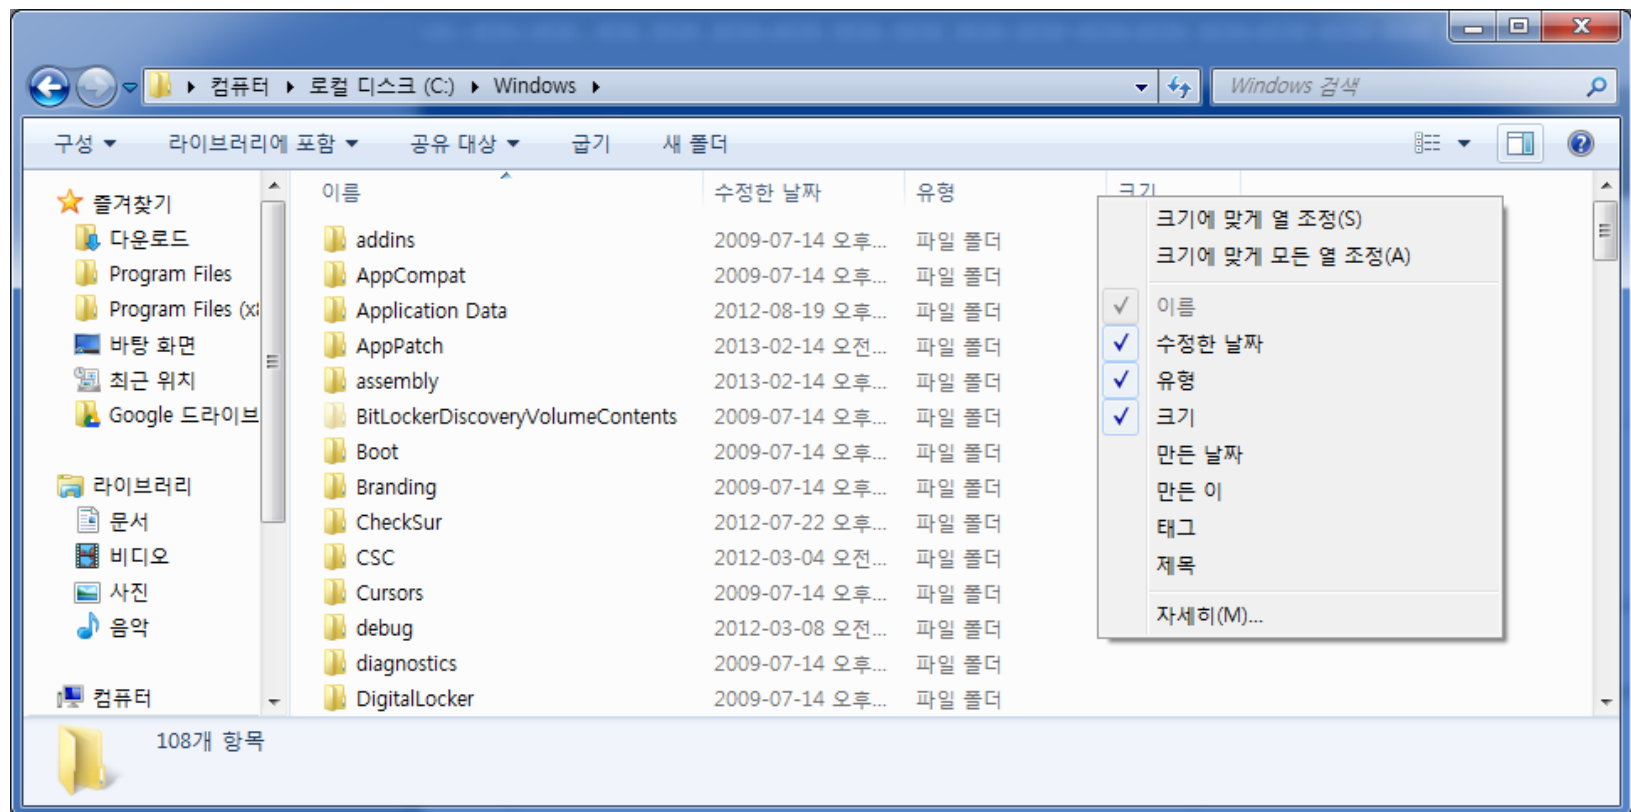 컴퓨터 로컬 디스크 (C:) Windows
Windows 검색
구성 라이브러리에 포함 공유 대상 굽기 새 폴더
즐겨찾기
다운로드
Program Files
Program Files (x
바탕 화면
최근 위치
Google 드라이브
라이브러리
문서
비디오
사진
음악
컴퓨터
이름 수정한 날짜 유형 크기
addins 2009-07-14 오후... 파일 폴더
AppCompat 2009-07-14 오후... 파일 폴더
Application Data 2012-08-19 오후... 파일 폴더
AppPatch 2013-02-14 오전... 파일 폴더
assembly 2013-02-14 오후... 파일 폴더
BitLockerDiscoveryVolumeContents 2009-07-14 오후... 파일 폴더
Boot 2009-07-14 오후... 파일 폴더
Branding 2009-07-14 오후... 파일 폴더
CheckSur 2012-07-22 오후... 파일 폴더
CSC 2012-03-04 오전... 파일 폴더
Cursors 2009-07-14 오후... 파일 폴더
debug 2012-03-08 오전... 파일 폴더
diagnostics 2009-07-14 오후... 파일 폴더
DigitalLocker 2009-07-14 오후... 파일 폴더
크기에 맞게 열 조정(S)
크기에 맞게 모든 열 조정(A)
이름
수정한 날짜
유형
크기
만든 날짜
만든 이
태그
제목
자세히(M)...
108개 항목